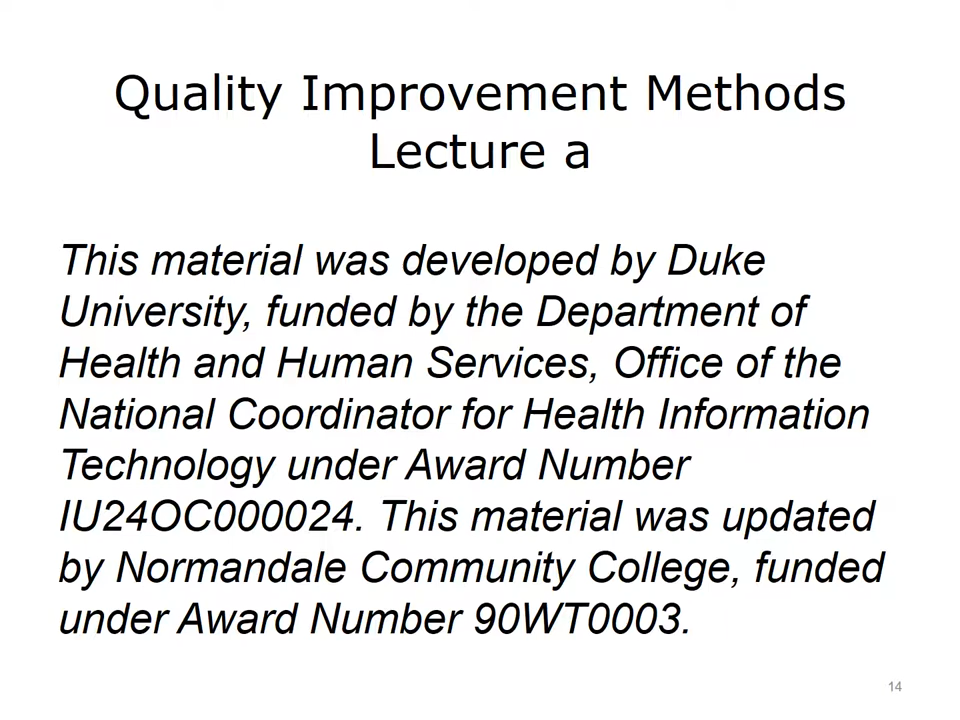 Quality Improvement Methods
Lecture a
This material was developed by Duke
University, funded by the Department of
Health and Human Services, Office of the
National Coordinator for Health Information
Technology under Award Number
IU24OC000024. This material was updated
by Normandale Community College, funded
under Award Number 90WT0003.
14